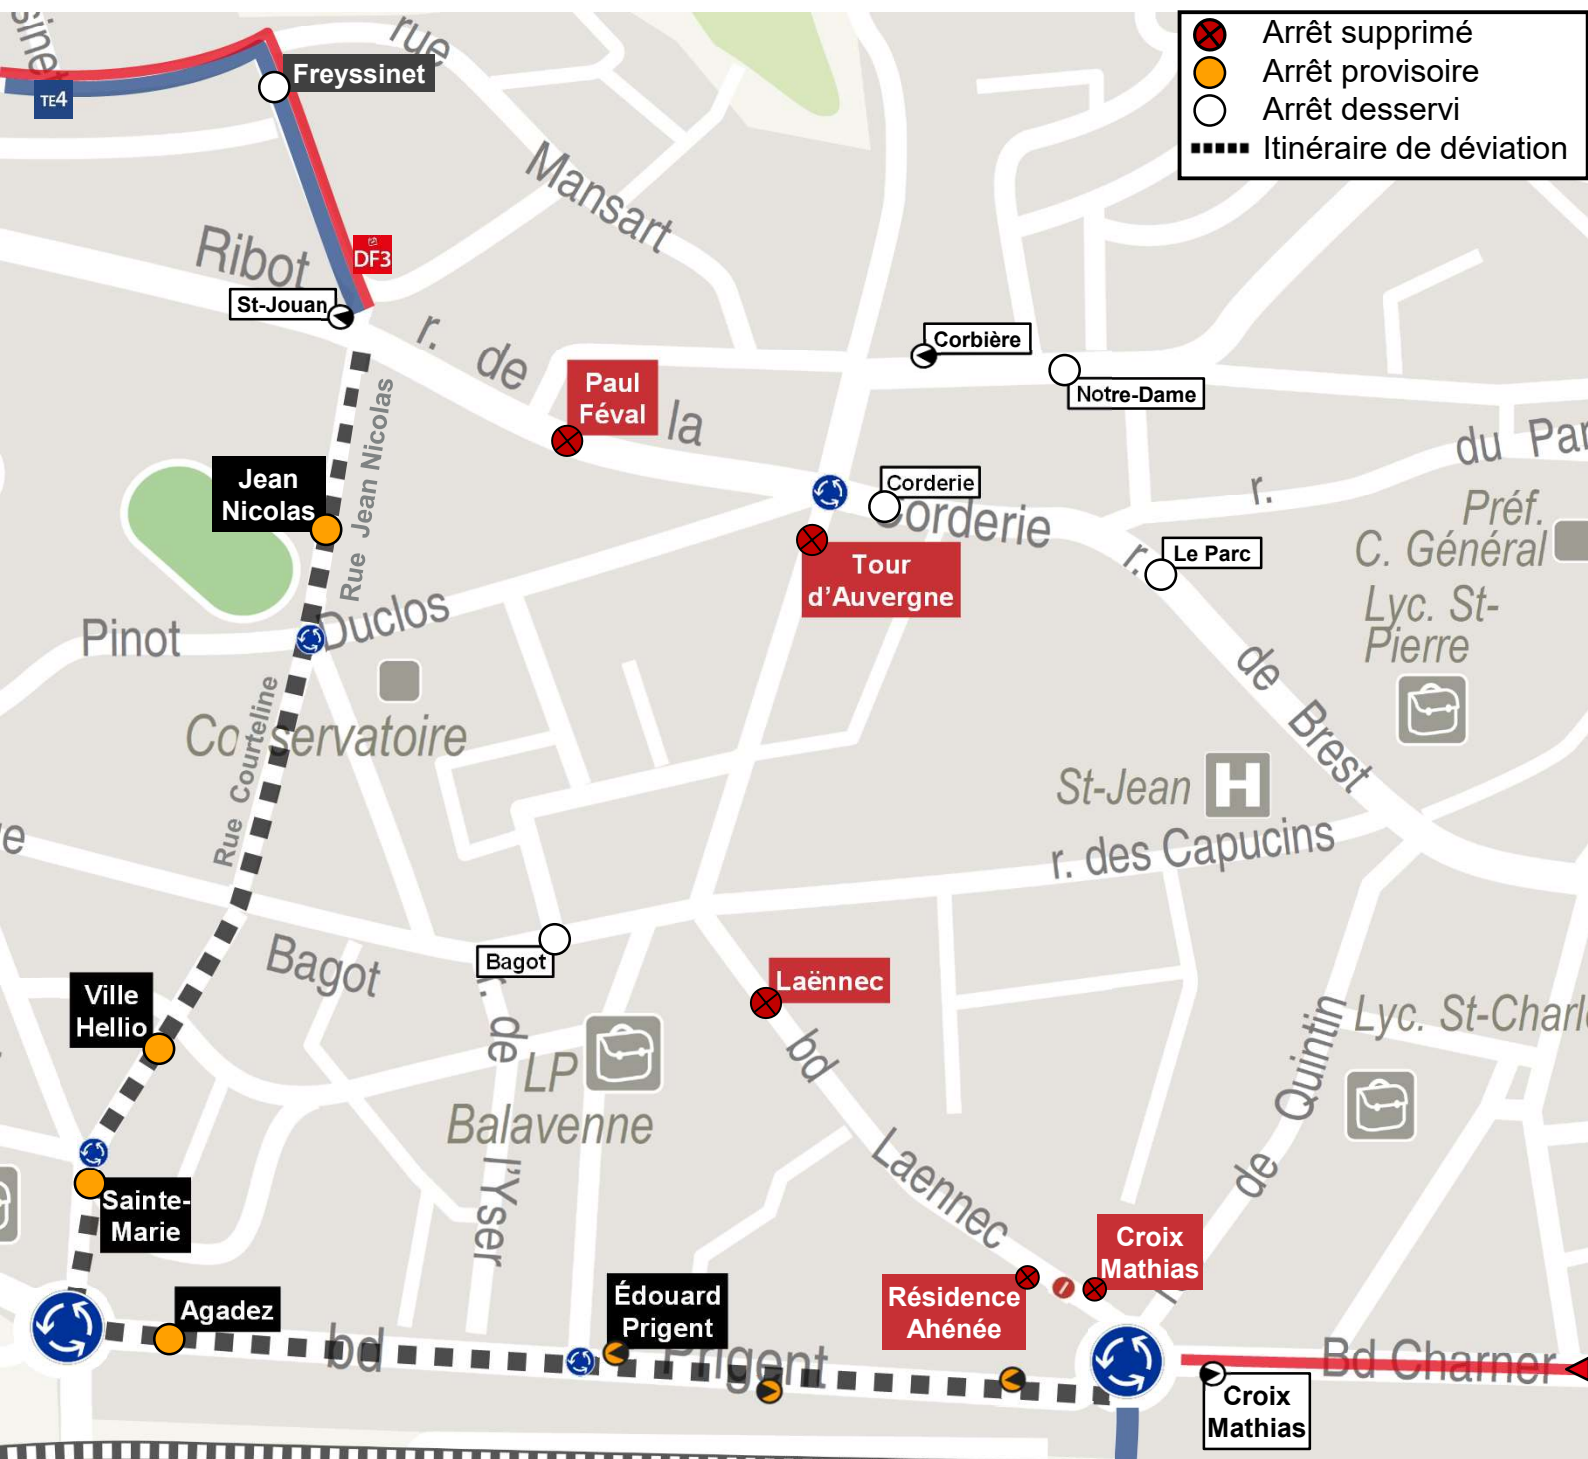 Arrêt supprimé
Arrêt provisoire
Arrêt desservi
Itinéraire de déviation
sinet
rue
Freyssinet
TE4
Mansart
Ribot
DF3
St-Jouan
r. de la Corderie
Corbière
Notre-Dame
Paul
Féval
Rue Jean Nicolas
Jean
Nicolas
du Par
r.
Corderie
Préf.
C. Général
Tour
d'Auvergne
Le Parc
Lyc. St-
Pierre
Pinot Duclos
r. de Brest
Conservatoire
Rue Courteline
St-Jean
H
r. des Capucins
e
Bagot
Bagot
Laënnec
Ville
Hellio
Lyc. St-Charle
r. de l'Yser
LP
Balavenne
bd Laennec
de Quintin
Sainte-
Marie
Croix
Mathias
Résidence
Ahénée
Agadez
Édouard
Prigent
bd Prigent
Bd Charner
Croix
Mathias